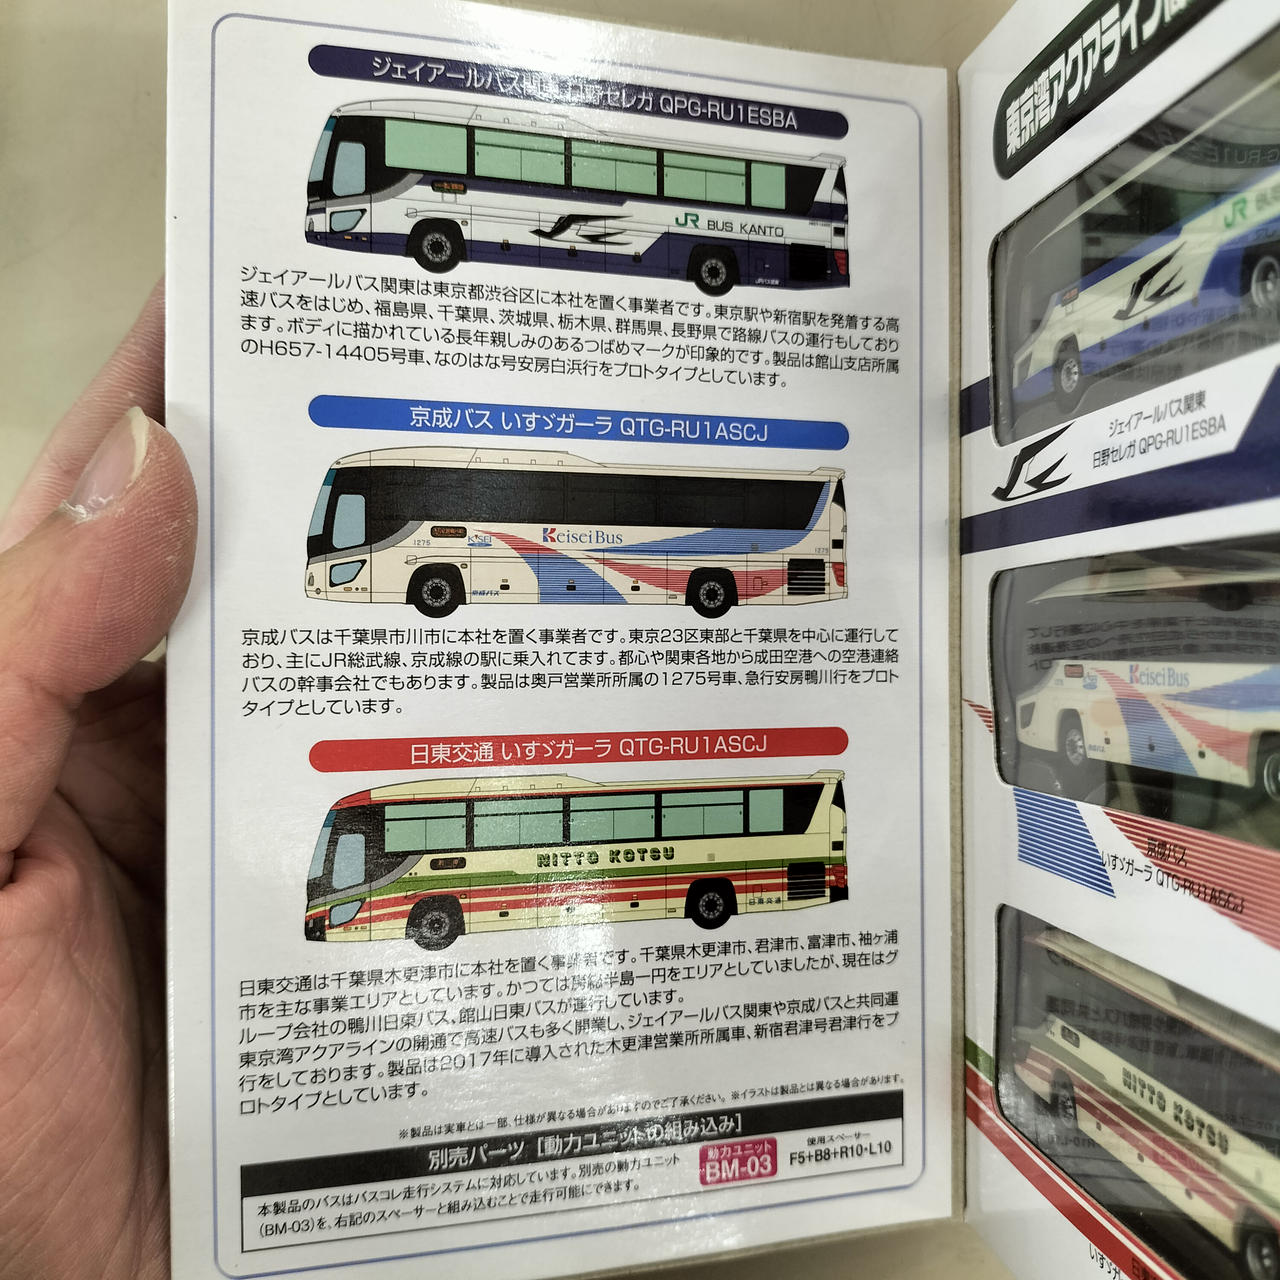 ジェイアールバス関東 日野セレガ QPG-RU1ESBA
JR BUS KANTO
ジェイアールバス関東は東京都渋谷区に本社を置く事業者です。東京駅や新宿駅を発着する高
速バスをはじめ、福島県、千葉県、茨城県、栃木県、群馬県、長野県で路線バスの運行もしており
ます。ボディに描かれている長年親しみのあるつばめマークが印象的です。製品は館山支店所属
のH657-14405号車、なのはな号安房白浜行をプロトタイプとしています。
京成バス いすゞガーラ QTG-RU1ASCJ
KeiseiBus
1275
K'SEI
1275
京成バス
京成バスは千葉県市川市に本社を置く事業者です。東京23区東部と千葉県を中心に運行して
おり、主にJR総武線、京成線の駅に乗入れてます。都心や関東各地から成田空港への空港連絡
バスの幹事会社でもあります。製品は奥戸営業所所属の1275号車、急行安房鴨川行をプロト
タイプとしています。
日東交通 いすゞガーラ QTG-RU1ASCJ
NITTO KOTSU
日東交通
日東交通は千葉県木更津市に本社を置く事業者です。千葉県木更津市、君津市、富津市、袖ヶ浦
市を主な事業エリアとしています。かつては房総半島一円をエリアとしていましたが、現在はグ
ループ会社の鴨川日東バス、館山日東バスが運行しています。
東京湾アクアラインの開通で高速バスも多く開業し、ジェイアールバス関東や京成バスと共同運
行をしております。製品は2017年に導入された木更津営業所所属車、新宿君津号君津行をプ
ロトタイプとしています。
※製品は実車とは一部、仕様が異なる場合がありますのでご了承ください。※イラストは製品とは異なる場合があります。
別売パーツ [動力ユニットの組み込み]
本製品のバスはバスコレ走行システムに対応しています。別売の動力ユニット
(BM-03)を、右記のスペーサーと組み込むことで走行可能にできます。
動力ユニット
BM-03
使用スペーサー
F5+B8+R10・L10
東京湾アクアライン
JR
ジェイアールバス関東
日野セレガ QPG-RU1ESBA
KeiseiBus
京成バス
いすゞガーラ QTG-RU1ASCJ
NITTO KOTSU